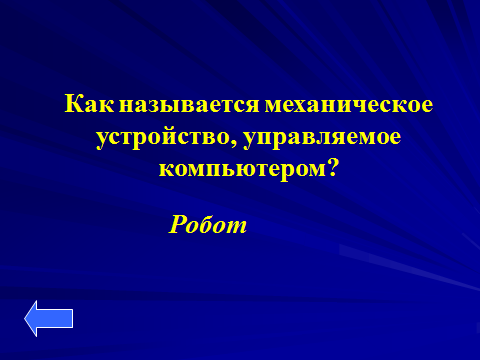 Как называется механическое
устройство, управляемое
компьютером?
Робот